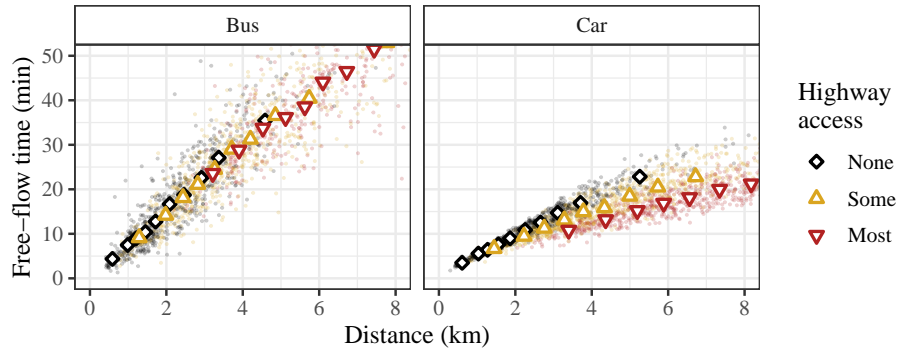 Bus
Car
50
40
30
20
10
0
Free−flow time (min)
0 2 4 6 8
0 2 4 6 8
Distance (km)
Highway
access
None
Some
Most